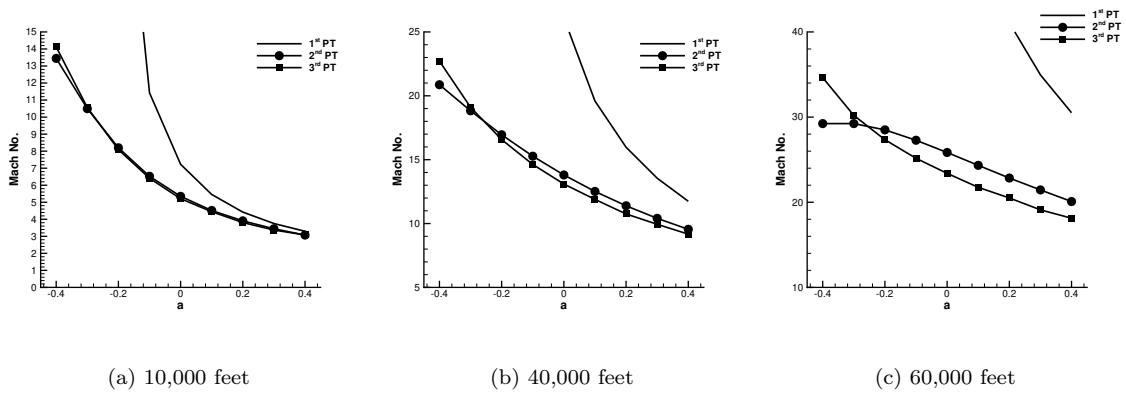 1st PT
2nd PT
3rd PT
Mach No.
15
14
13
12
11
10
9
8
7
6
5
4
3
2
1
0
-0.4 -0.2 0 0.2 0.4
a
(a) 10,000 feet
1st PT
2nd PT
3rd PT
Mach No.
25
20
15
10
5
-0.4 -0.2 0 0.2 0.4
a
(b) 40,000 feet
1st PT
2nd PT
3rd PT
Mach No.
40
30
20
10
-0.4 -0.2 0 0.2 0.4
a
(c) 60,000 feet